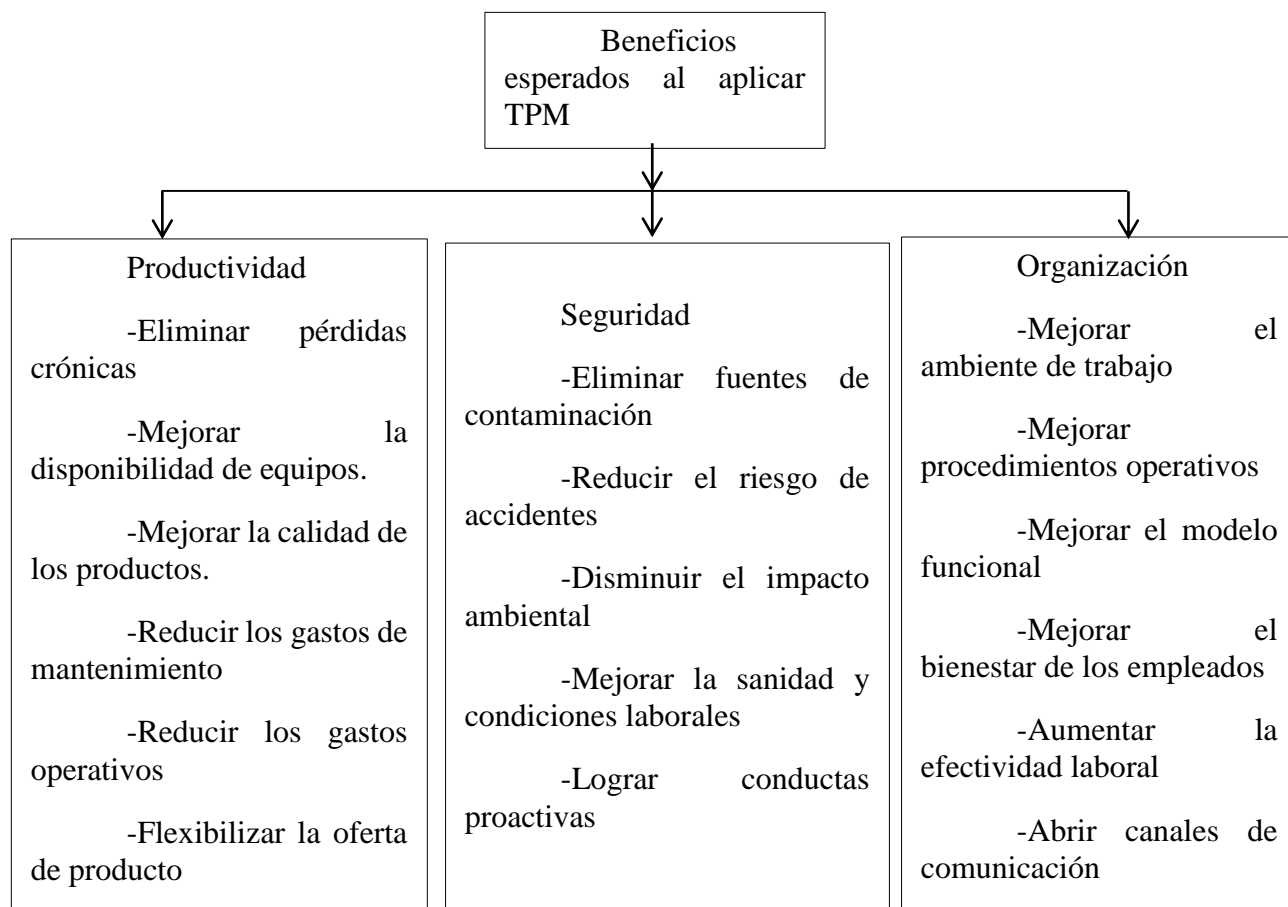 Beneficios
esperados al aplicar
TPM
Productividad
-Eliminar pérdidas
crónicas
-Mejorar la
disponibilidad de equipos.
-Mejorar la calidad de
los productos.
-Reducir los gastos de
mantenimiento
-Reducir los gastos
operativos
-Flexibilizar la oferta
de producto
Seguridad
-Eliminar fuentes de
contaminación
-Reducir el riesgo de
accidentes
-Disminuir el impacto
ambiental
-Mejorar la sanidad y
condiciones laborales
-Lograr conductas
proactivas
Organización
-Mejorar el
ambiente de trabajo
-Mejorar
procedimientos operativos
-Mejorar el modelo
funcional
-Mejorar el
bienestar de los empleados
-Aumentar la
efectividad laboral
-Abrir canales de
comunicación